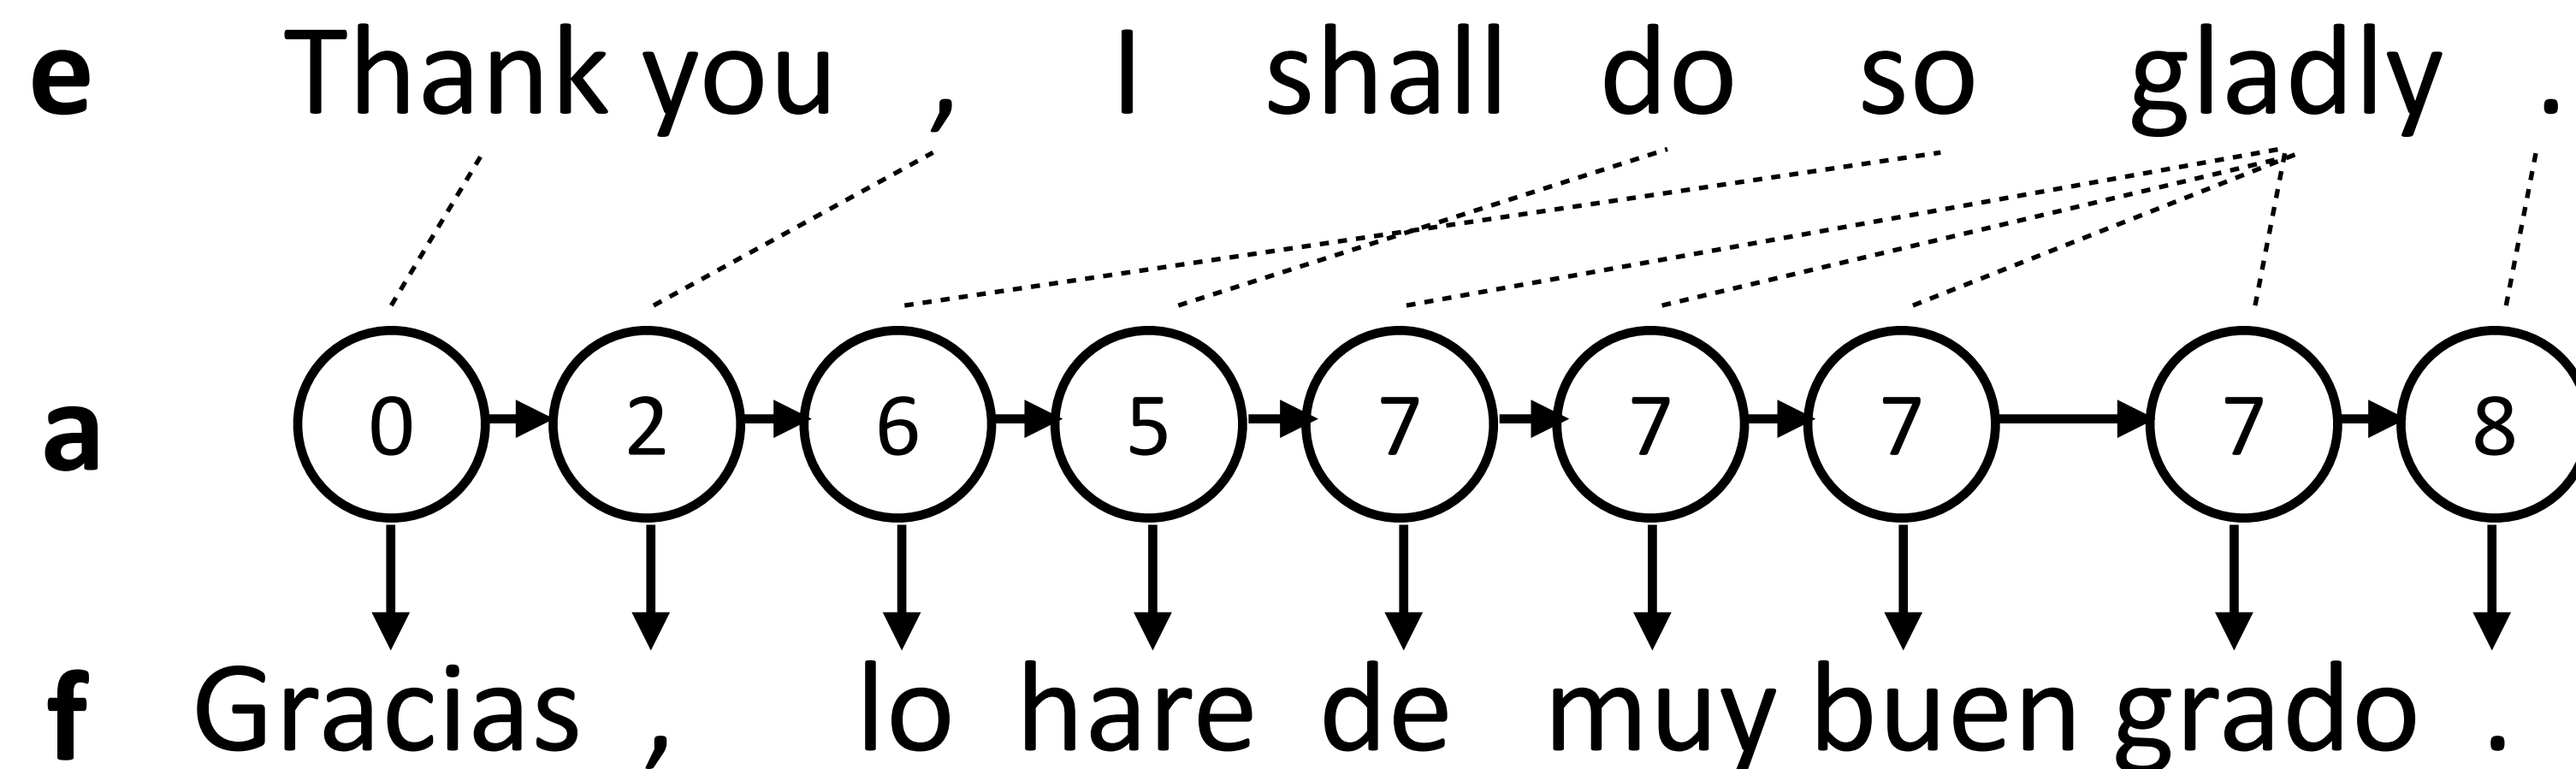 e Thank you , I shall do so gladly .
a 0 2 6 5 7 7 7 7 8
f Gracias , lo hare de muy buen grado .